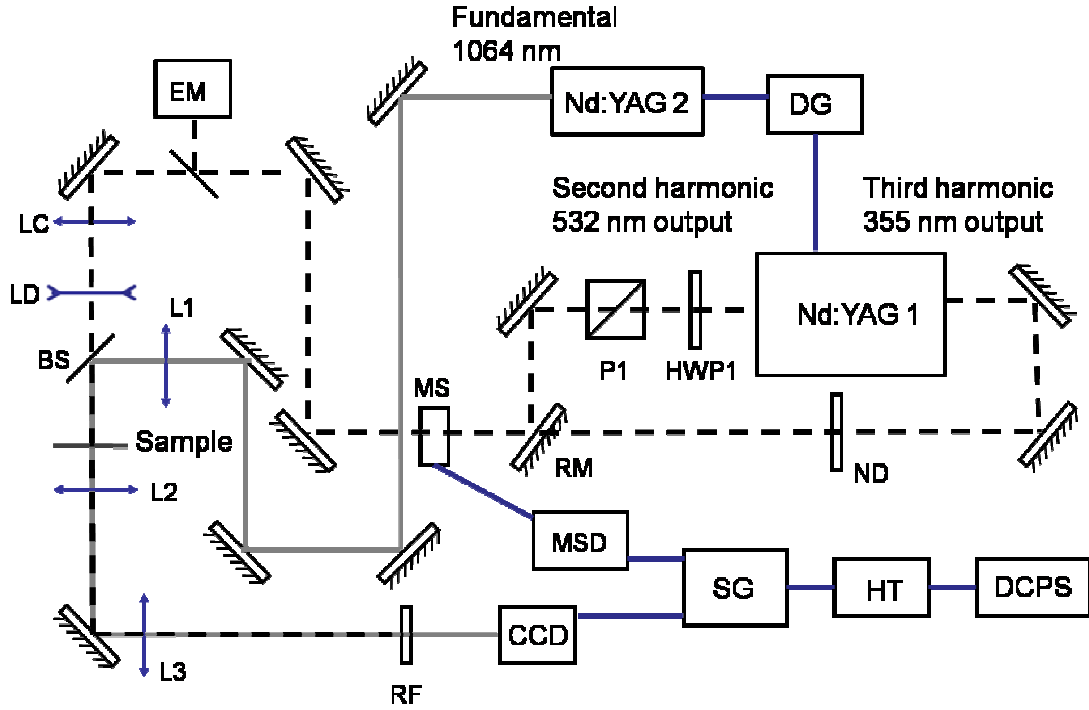 Fundamental
1064 nm
EM
Nd:YAG 2
DG
Second harmonic
532 nm output
Third harmonic
355 nm output
LC
LD
L1
Nd:YAG 1
BS
P1
HWP1
MS
Sample
RM
ND
L2
MSD
SG
HT
DCPS
CCD
L3
RF